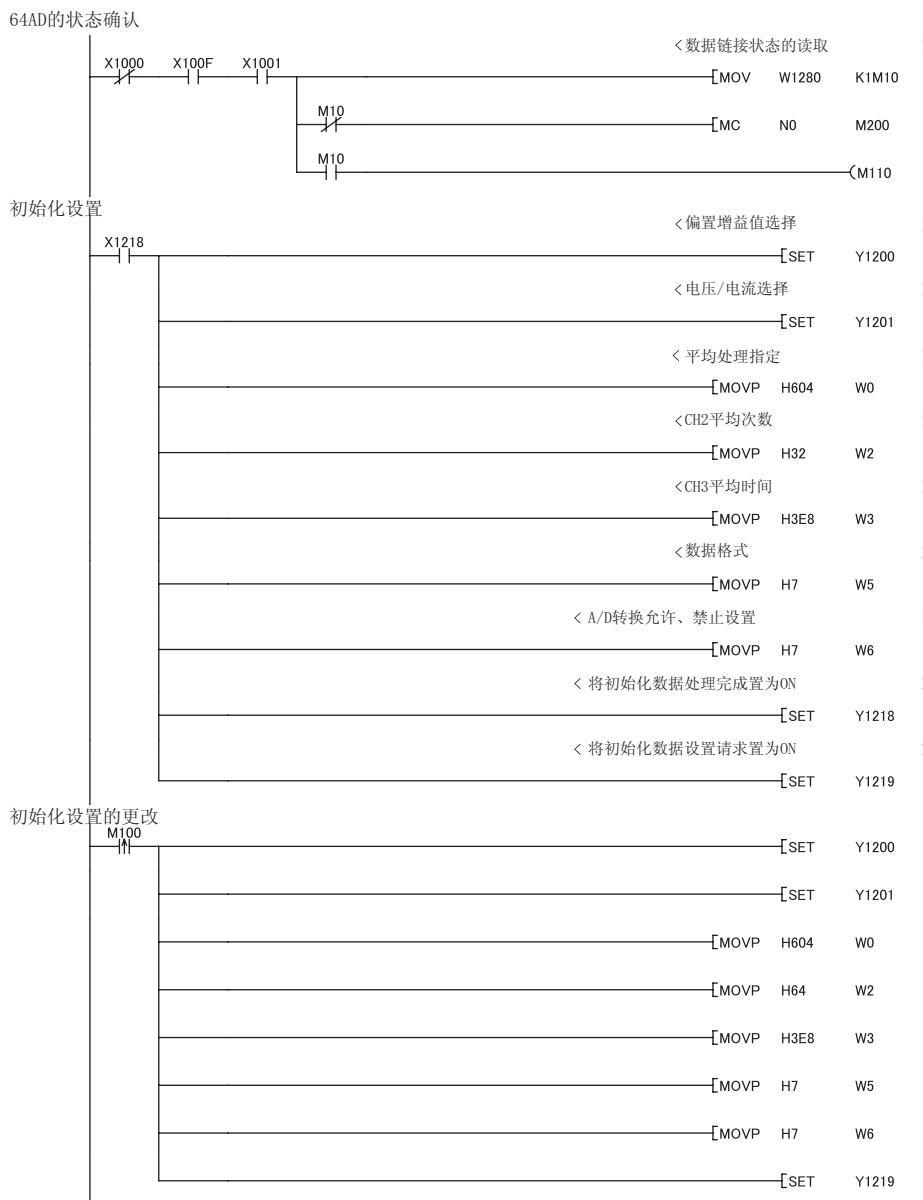 64AD的状态确认
<数据链接状态的读取
X1000 X100F X1001
[MOV W1280 K1M10
M10
[MC N0 M200
M10
(M110
初始化设置
<偏置增益值选择
X1218
[SET Y1200
<电压/电流选择
[SET Y1201
< 平均处理指定
[MOVP H604 W0
<CH2平均次数
[MOVP H32 W2
<CH3平均时间
[MOVP H3E8 W3
<数据格式
[MOVP H7 W5
< A/D转换允许、禁止设置
[MOVP H7 W6
< 将初始化数据处理完成置为ON
[SET Y1218
< 将初始化数据设置请求置为ON
[SET Y1219
初始化设置的更改
M100
[SET Y1200
[SET Y1201
[MOVP H604 W0
[MOVP H64 W2
[MOVP H3E8 W3
[MOVP H7 W5
[MOVP H7 W6
[SET Y1219